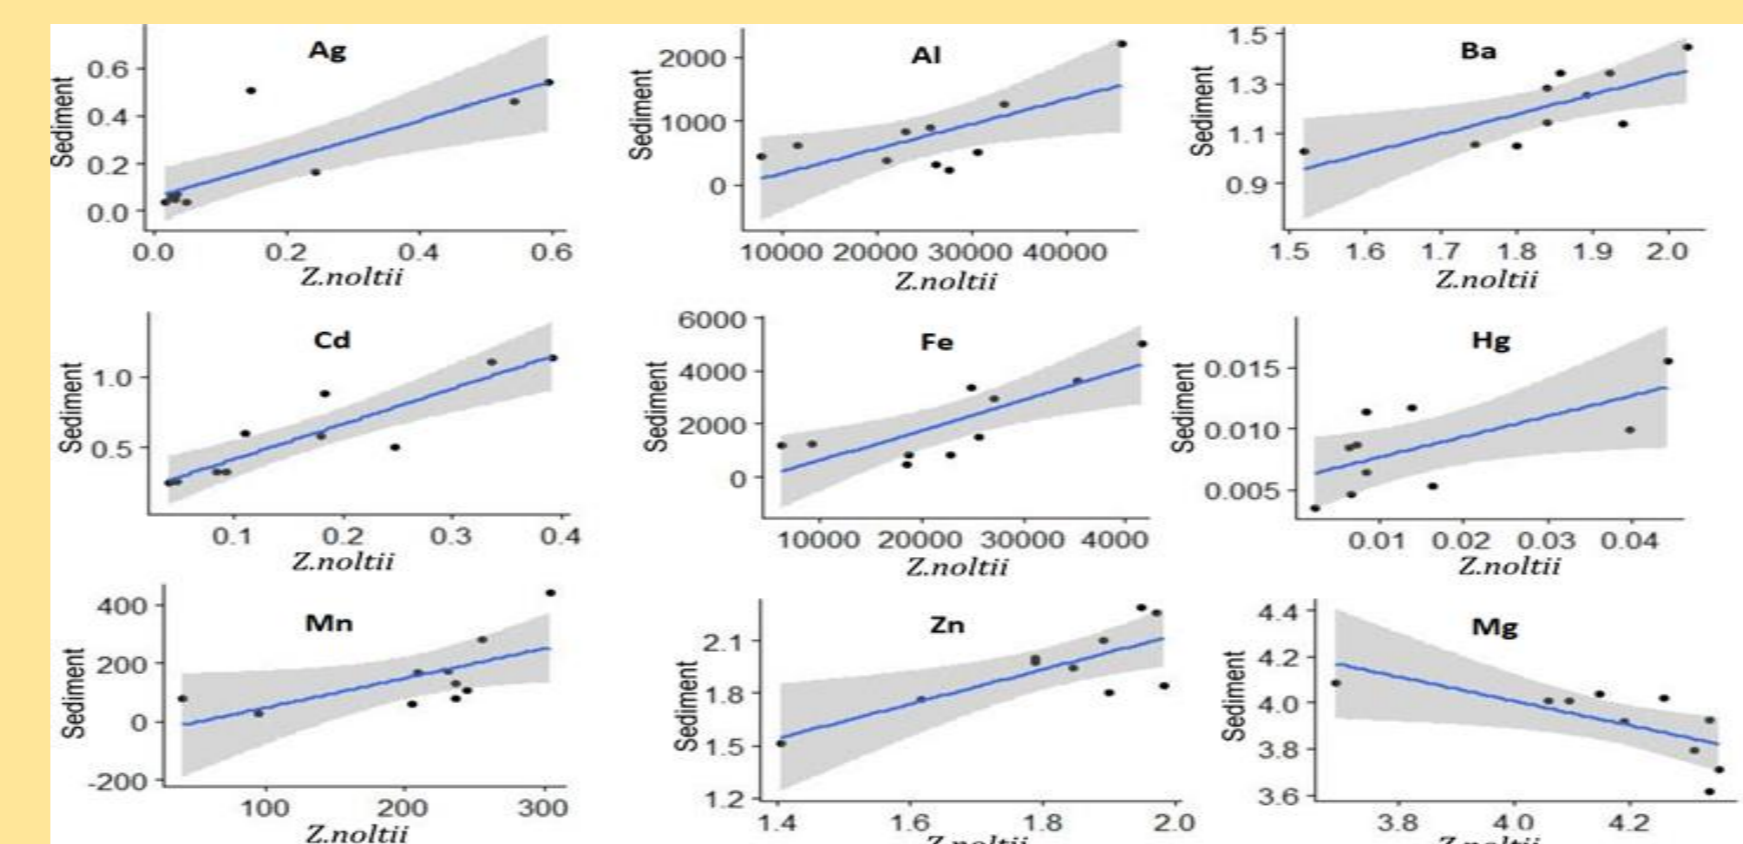 Ag
Sediment
0.6
0.4
0.2
0.0
0.0 0.2 0.4 0.6
Z.noltii
Al
Sediment
2000
1000
0
10000 20000 30000 40000
Z.noltii
Ba
Sediment
1.5
1.3
1.1
0.9
1.5 1.6 1.7 1.8 1.9 2.0
Z.noltii
Cd
Sediment
1.0
0.5
0.1 0.2 0.3 0.4
Z.noltii
Fe
Sediment
6000
4000
2000
0
10000 20000 30000 4000
Z.noltii
Hg
Sediment
0.015
0.010
0.005
0.01 0.02 0.03 0.04
Z.noltii
Mn
Sediment
400
200
0
-200
100 200 300
Z.noltii
Zn
Sediment
2.1
1.8
1.5
1.2
1.4 1.6 1.8 2.0
Z.noltii
Mg
Sediment
4.4
4.2
4.0
3.8
3.6
3.8 4.0 4.2
Z.noltii